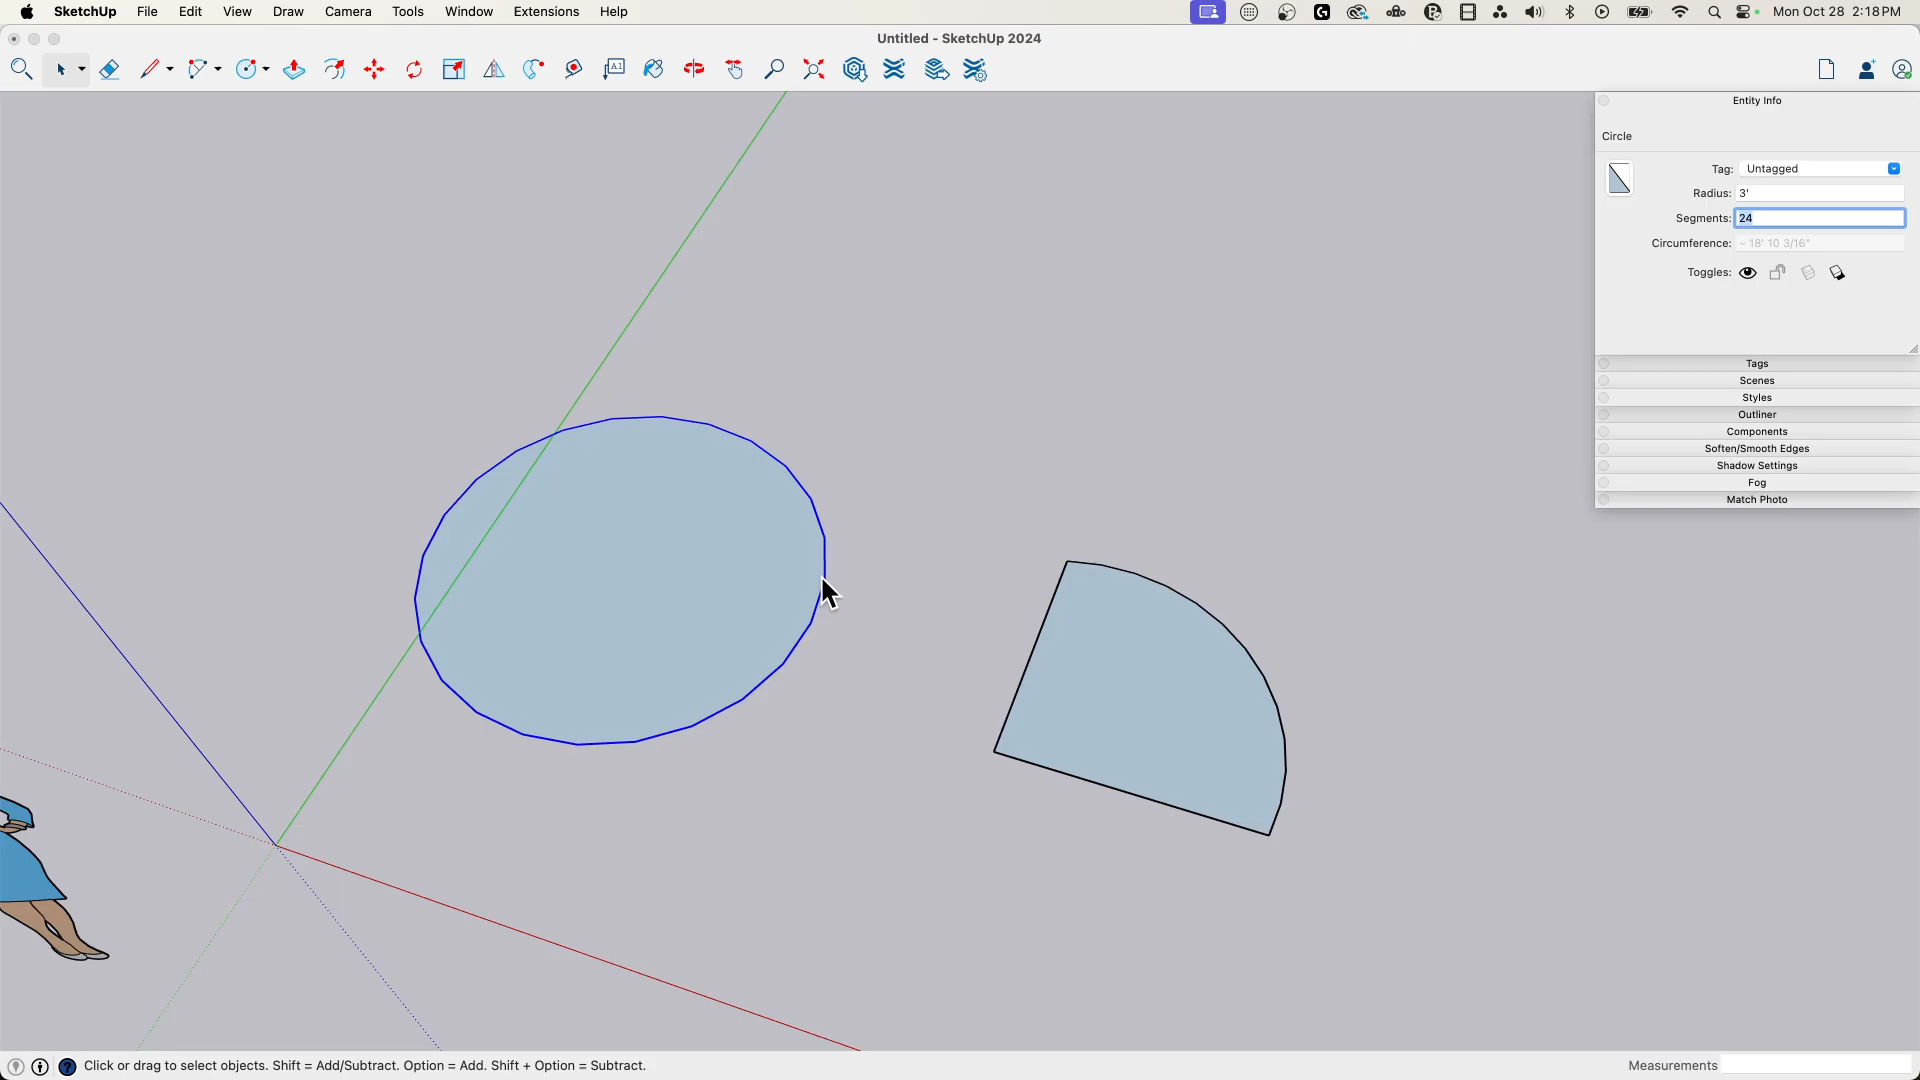 SketchUp File Edit View Draw Camera Tools Window Extensions Help Mon Oct 28 2:18 PM
Untitled - SketchUp 2024
A1
Entity Info
Circle
Tag: Untagged
Radius: 3'
Segments: 24
Circumference: ~ 18' 10 3/16"
Toggles:
Tags
Scenes
Styles
Outliner
Components
Soften/Smooth Edges
Shadow Settings
Fog
Match Photo
Click or drag to select objects. Shift = Add/Subtract. Option = Add. Shift + Option = Subtract. Measurements